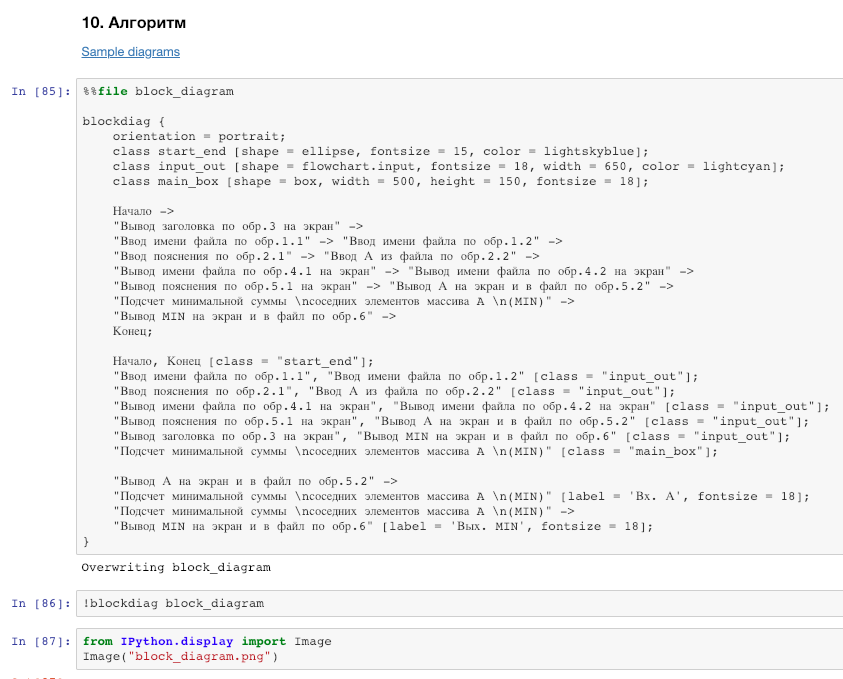 10. Алгоритм
Sample diagrams
In [85]: %%file block_diagram
blockdiag {
orientation = portrait;
class start_end [shape = ellipse, fontsize = 15, color = lightskyblue];
class input_out [shape = flowchart.input, fontsize = 18, width = 650, color = lightcyan];
class main_box [shape = box, width = 500, height = 150, fontsize = 18];
Начало ->
"Вывод заголовка по обр.3 на экран" ->
"Ввод имени файла по обр.1.1" -> "Ввод имени файла по обр.1.2" ->
"Ввод пояснения по обр.2.1" -> "Ввод А из файла по обр.2.2" ->
"Вывод имени файла по обр.4.1 на экран" -> "Вывод имени файла по обр.4.2 на экран" ->
"Вывод пояснения по обр.5.1 на экран" -> "Вывод А на экран и в файл по обр.5.2" ->
"Подсчет минимальной суммы \nсоседних элементов массива А \n(MIN)" ->
"Вывод MIN на экран и в файл по обр.6" ->
Конец;
Начало, Конец [class = "start_end"];
"Ввод имени файла по обр.1.1", "Ввод имени файла по обр.1.2" [class = "input_out"];
"Ввод пояснения по обр.2.1", "Ввод А из файла по обр.2.2" [class = "input_out"];
"Вывод имени файла по обр.4.1 на экран", "Вывод имени файла по обр.4.2 на экран" [class = "input_out"];
"Вывод пояснения по обр.5.1 на экран", "Вывод А на экран и в файл по обр.5.2" [class = "input_out"];
"Вывод заголовка по обр.3 на экран", "Вывод MIN на экран и в файл по обр.6" [class = "input_out"];
"Подсчет минимальной суммы \nсоседних элементов массива А \n(MIN)" [class = "main_box"];
"Вывод А на экран и в файл по обр.5.2" ->
"Подсчет минимальной суммы \nсоседних элементов массива А \n(MIN)" [label = 'Вх. А', fontsize = 18];
"Подсчет минимальной суммы \nсоседних элементов массива А \n(MIN)" ->
"Вывод MIN на экран и в файл по обр.6" [label = 'Вых. MIN', fontsize = 18];
}
Overwriting block_diagram
In [86]: !blockdiag block_diagram
In [87]: from IPython.display import Image
Image("block_diagram.png")